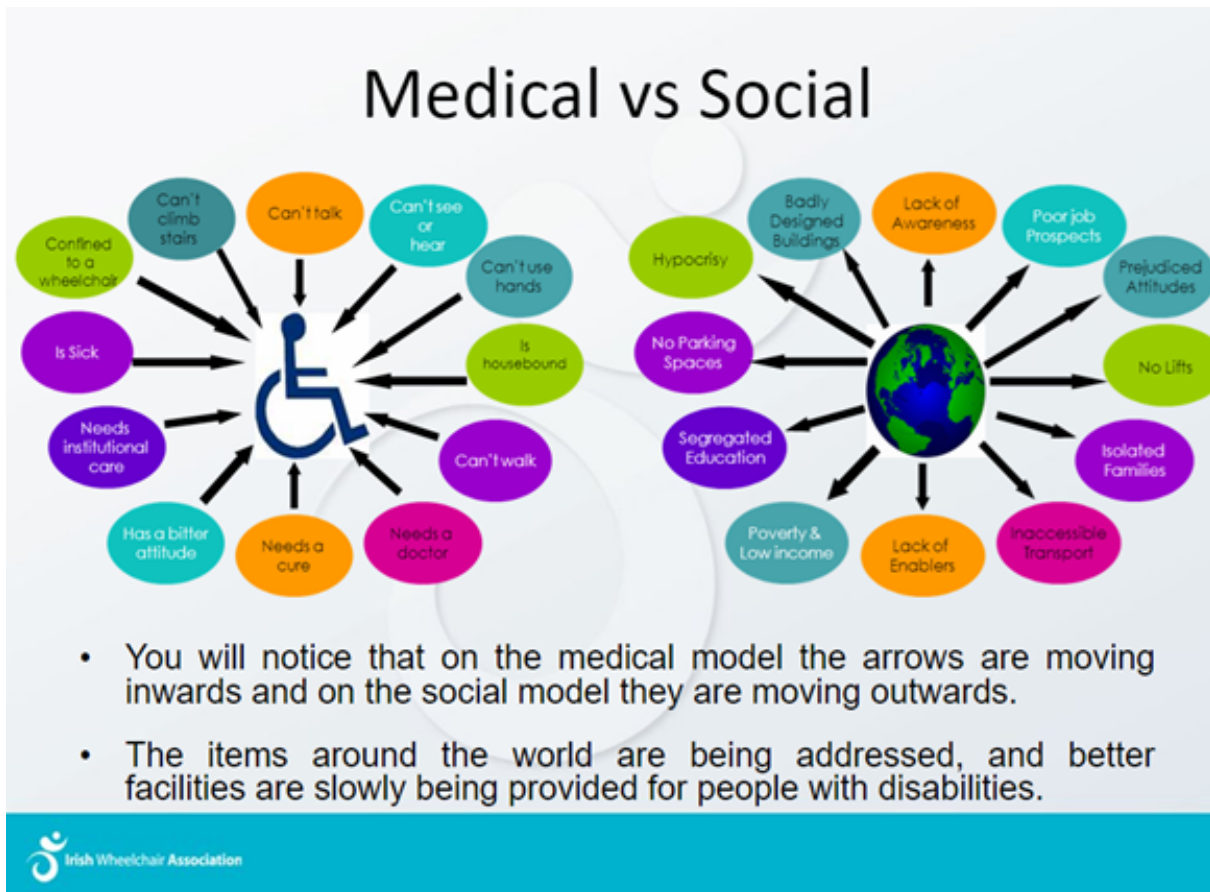 Medical vs Social
Can't
climb
stairs
Can't talk
Can't see
or
hear
Confined
to a
wheelchair
Can't use
hands
Is Sick
Is
housebound
Needs
institutional
care
Can't walk
Has a bitter
attitude
Needs a
cure
Needs a
doctor
Badly
Designed
Buildings
Lack of
Awareness
Poor job
Prospects
Hypocrisy
Prejudiced
Attitudes
No Parking
Spaces
No Lifts
Segregated
Education
Isolated
Families
Poverty &
Low income
Lack of
Enablers
Inaccessible
Transport
• You will notice that on the medical model the arrows are moving
inwards and on the social model they are moving outwards.
• The items around the world are being addressed, and better
facilities are slowly being provided for people with disabilities.
Irish Wheelchair Association